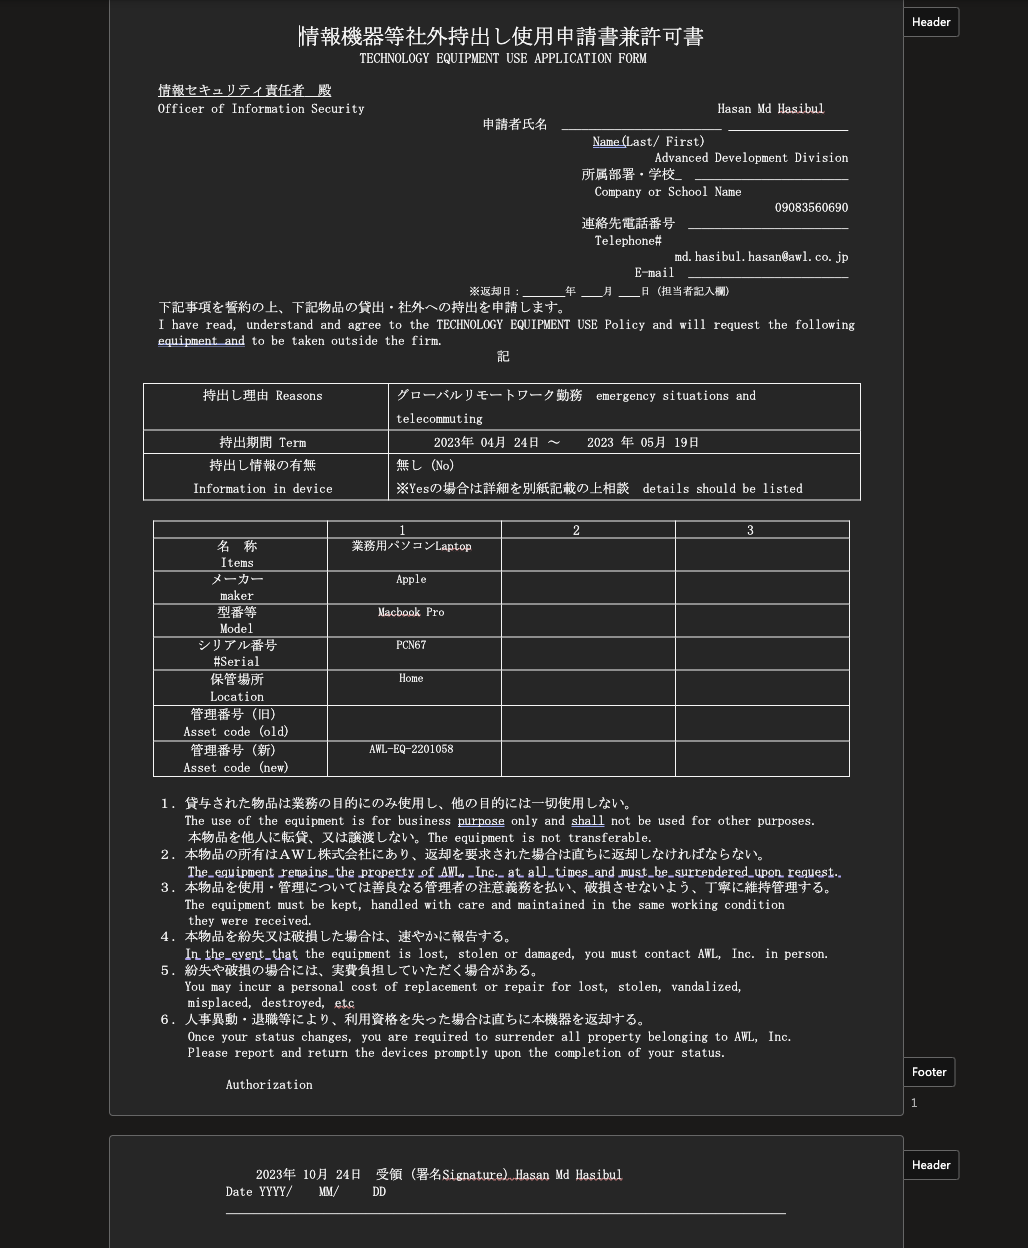 情報機器等社外持出し使用申請書兼許可書
Header
TECHNOLOGY EQUIPMENT USE APPLICATION FORM
情報セキュリティ責任者　殿
Officer of Information Security
Hasan Md Hasibul
申請者氏名
Name(Last/ First)
Advanced Development Division
所属部署・学校_
Company or School Name
09083560690
連絡先電話番号
Telephone#
md.hasibul.hasan@awl.co.jp
E-mail
※返却日：_______年 ____月 ____日（担当者記入欄）
下記事項を誓約の上、下記物品の貸出・社外への持出を申請します。
I have read, understand and agree to the TECHNOLOGY EQUIPMENT USE Policy and will request the following
equipment and to be taken outside the firm.
記
持出し理由 Reasons グローバルリモートワーク勤務　emergency situations and
telecommuting
持出期間 Term 2023年 04月 24日 ～ 2023 年 05月 19日
持出し情報の有無 無し（No）
Information in device ※Yesの場合は詳細を別紙記載の上相談　details should be listed
1 2 3
名　称 業務用パソコンLaptop
Items
メーカー Apple
maker
型番等 Macbook Pro
Model
シリアル番号 PCN67
#Serial
保管場所 Home
Location
管理番号（旧）
Asset code (old)
管理番号（新） AWL-EQ-2201058
Asset code (new)
１．貸与された物品は業務の目的にのみ使用し、他の目的には一切使用しない。
The use of the equipment is for business purpose only and shall not be used for other purposes.
本物品を他人に転貸、又は譲渡しない。The equipment is not transferable.
２．本物品の所有はＡＷＬ株式会社にあり、返却を要求された場合は直ちに返却しなければならない。
The equipment remains the property of AWL, Inc. at all times and must be surrendered upon request.
３．本物品を使用・管理については善良なる管理者の注意義務を払い、破損させないよう、丁寧に維持管理する。
The equipment must be kept, handled with care and maintained in the same working condition
they were received.
４．本物品を紛失又は破損した場合は、速やかに報告する。
In the event that the equipment is lost, stolen or damaged, you must contact AWL, Inc. in person.
５．紛失や破損の場合には、実費負担していただく場合がある。
You may incur a personal cost of replacement or repair for lost, stolen, vandalized,
misplaced, destroyed, etc
６．人事異動・退職等により、利用資格を失った場合は直ちに本機器を返却する。
Once your status changes, you are required to surrender all property belonging to AWL, Inc.
Please report and return the devices promptly upon the completion of your status.
Footer
Authorization
1
Header
2023年 10月 24日　受領（署名Signature）Hasan Md Hasibul
Date YYYY/ MM/ DD